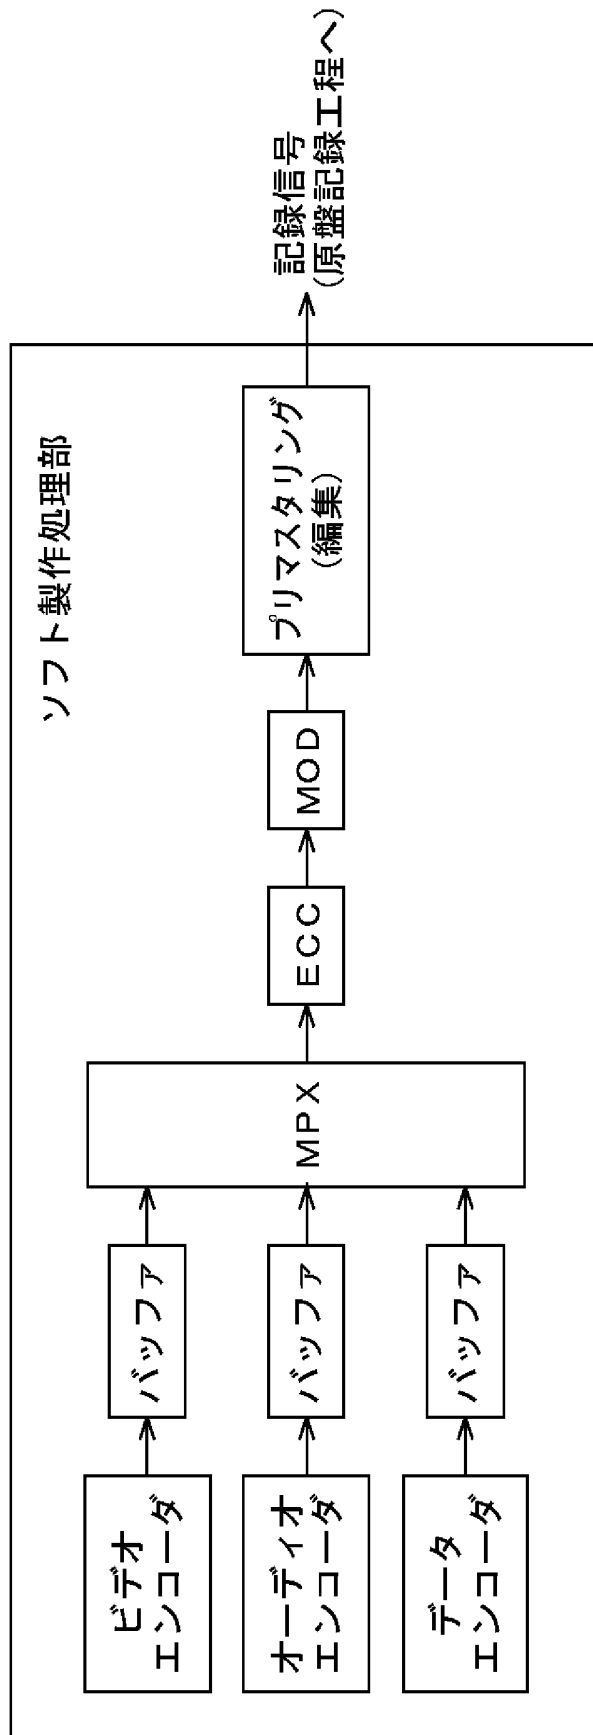 ソフト製作処理部
ビデオ
エンコーダ
バッファ
オーディオ
エンコーダ
バッファ
データ
エンコーダ
バッファ
MPX
ECC
MOD
プリマスタリング
(編集)
記録信号
(原盤記録工程へ)